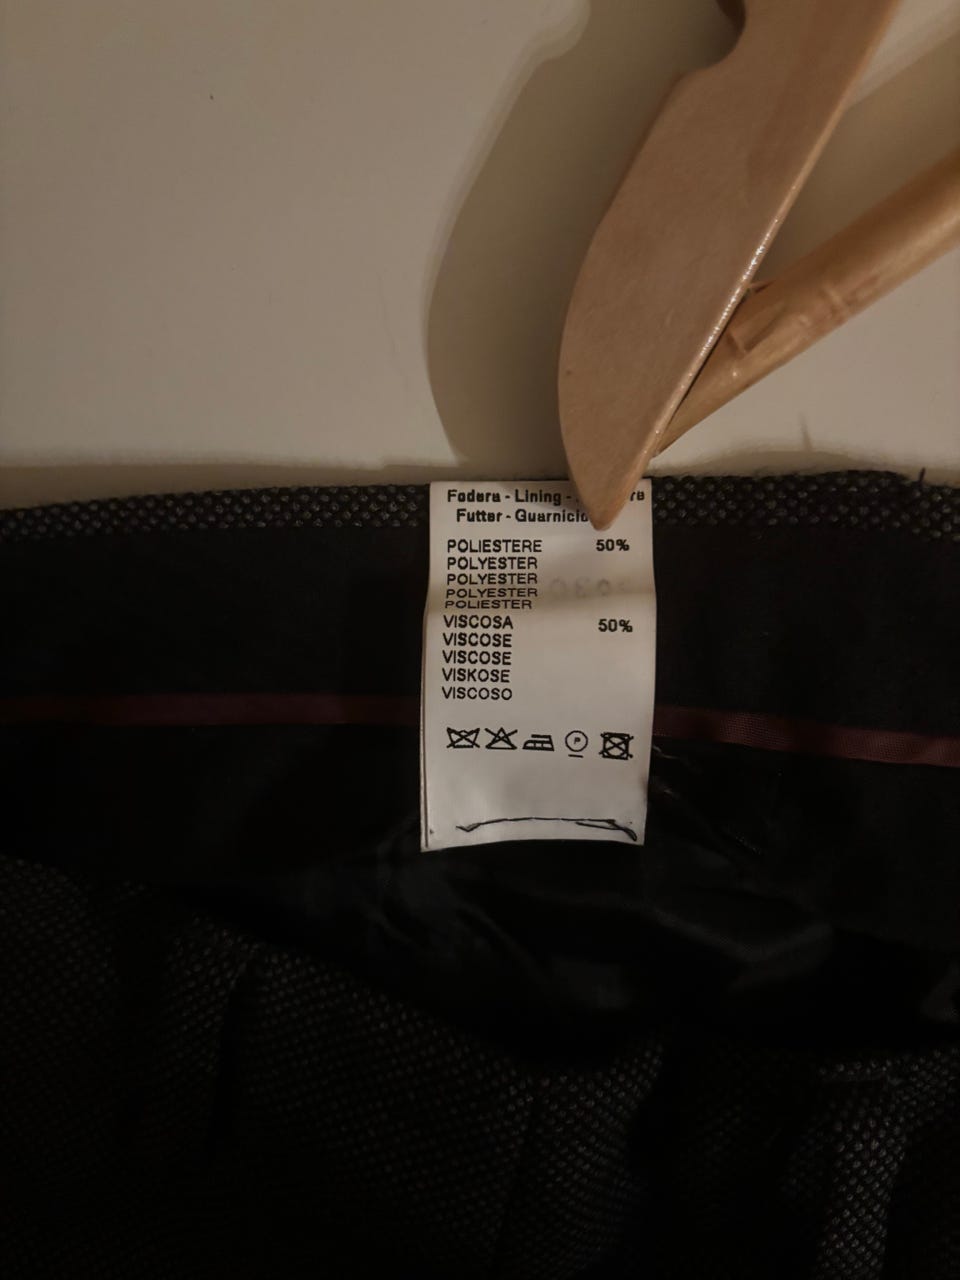 Fodera - Lining -
Futter - Guarnicio
POLIESTERE 50%
POLYESTER
POLYESTER
POLYESTER
POLIESTER
VISCOSA 50%
VISCOSE
VISCOSE
VISKOSE
VISCOSO
P